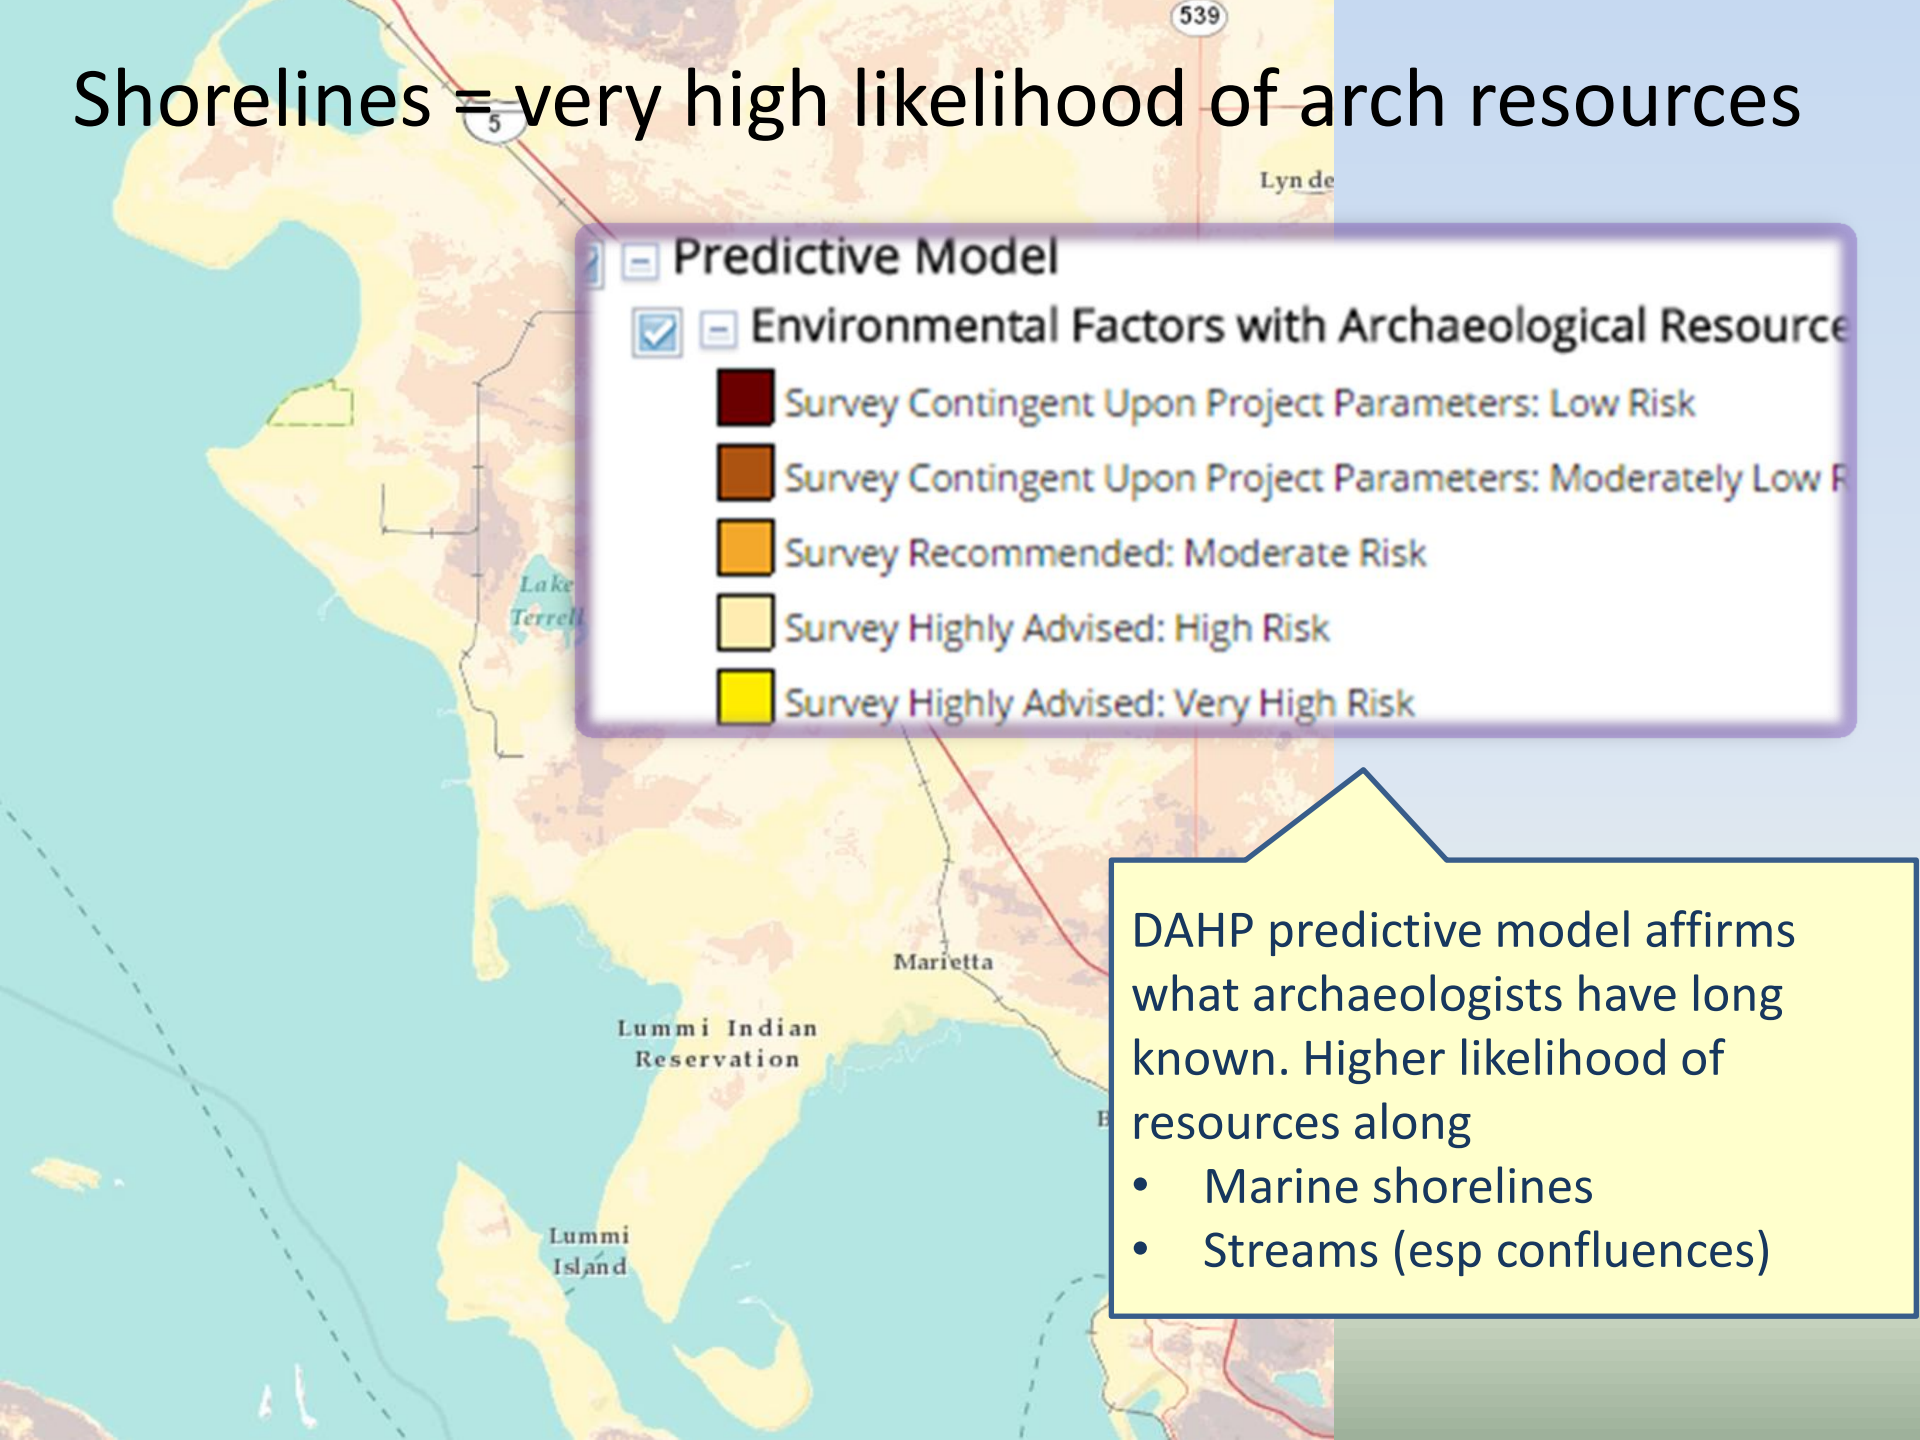 539
Shorelines = very high likelihood of arch resources
5
Lynde
Predictive Model
Environmental Factors with Archaeological Resource
Survey Contingent Upon Project Parameters: Low Risk
Survey Contingent Upon Project Parameters: Moderately Low R
Survey Recommended: Moderate Risk
Lake
Terrell
Survey Highly Advised: High Risk
Survey Highly Advised: Very High Risk
DAHP predictive model affirms
what archaeologists have long
known. Higher likelihood of
resources along
• Marine shorelines
• Streams (esp confluences)
Marietta
Lummi Indian
Reservation
B
Lummi
Island